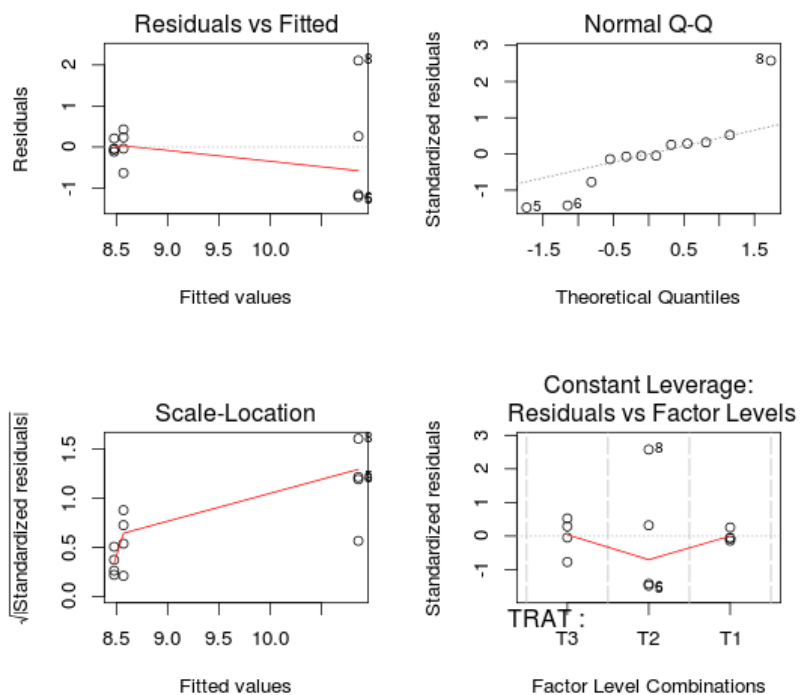 Residuals vs Fitted
Residuals
2
1
0
-1
8
6
5
8.5 9.0 9.5 10.0
Fitted values
Normal Q-Q
Standardized residuals
3
2
1
0
-1
8
5
6
-1.5 -0.5 0.5 1.5
Theoretical Quantiles
Scale-Location
√|Standardized residuals|
1.5
1.0
0.5
0.0
8
5
6
8.5 9.0 9.5 10.0
Fitted values
Constant Leverage:
Residuals vs Factor Levels
Standardized residuals
3
2
1
0
-1
8
6
5
TRAT :
T3 T2 T1
Factor Level Combinations